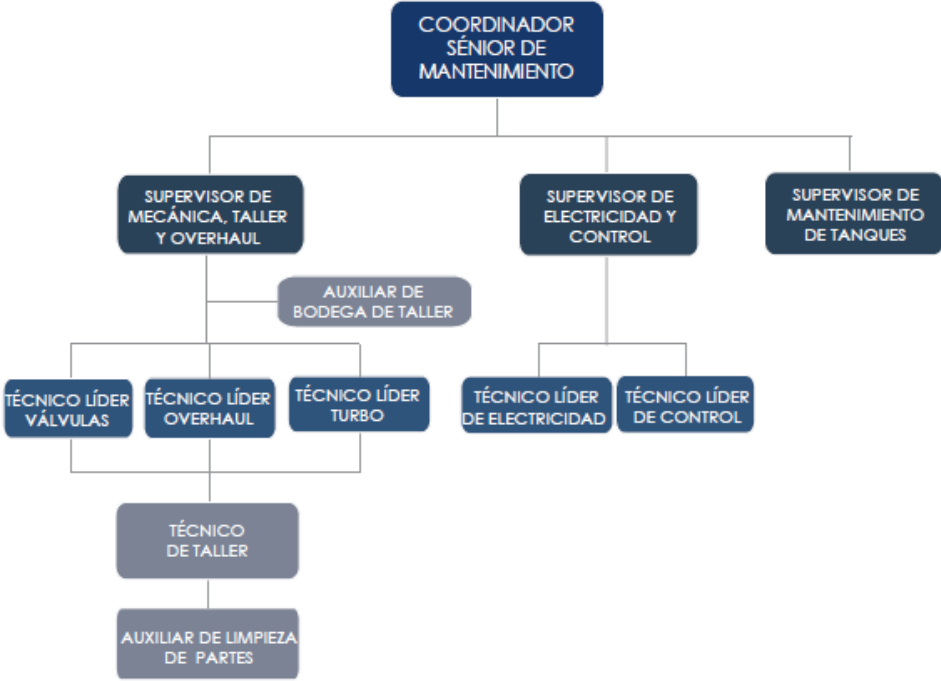 COORDINADOR
SÉNIOR DE
MANTENIMIENTO
SUPERVISOR DE
MECÁNICA, TALLER
Y OVERHAUL
SUPERVISOR DE
ELECTRICIDAD Y
CONTROL
SUPERVISOR DE
MANTENIMIENTO
DE TANQUES
AUXILIAR DE
BODEGA DE TALLER
TÉCNICO LÍDER
VÁLVULAS
TÉCNICO LÍDER
OVERHAUL
TÉCNICO LÍDER
TURBO
TÉCNICO LÍDER
DE ELECTRICIDAD
TÉCNICO LÍDER
DE CONTROL
TÉCNICO
DE TALLER
AUXILIAR DE LIMPIEZA
DE PARTES